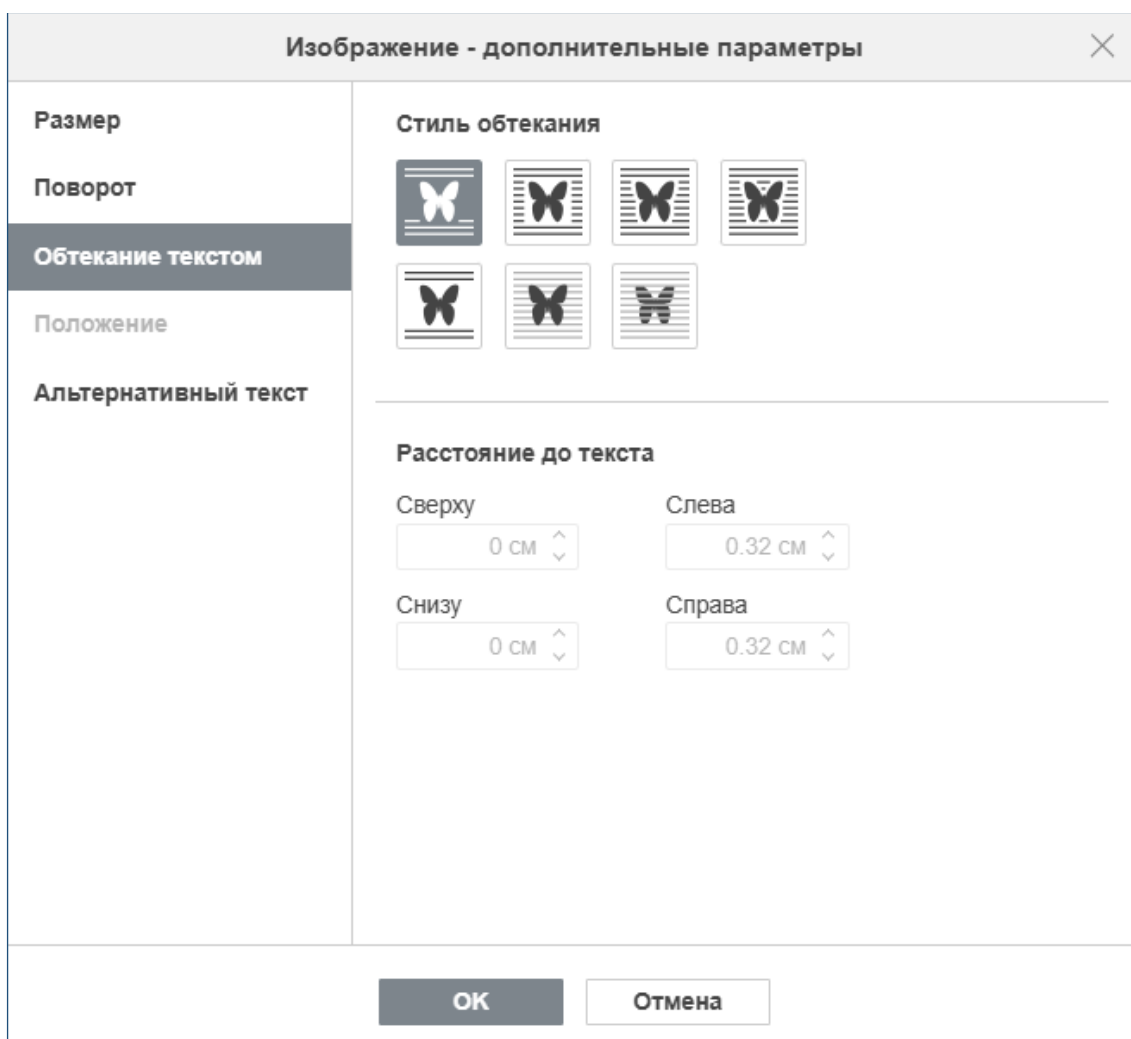 Изображение - дополнительные параметры
Размер
Поворот
Обтекание текстом
Положение
Альтернативный текст
Стиль обтекания
Расстояние до текста
Сверху Слева
0 см 0.32 см
Снизу Справа
0 см 0.32 см
OK Отмена